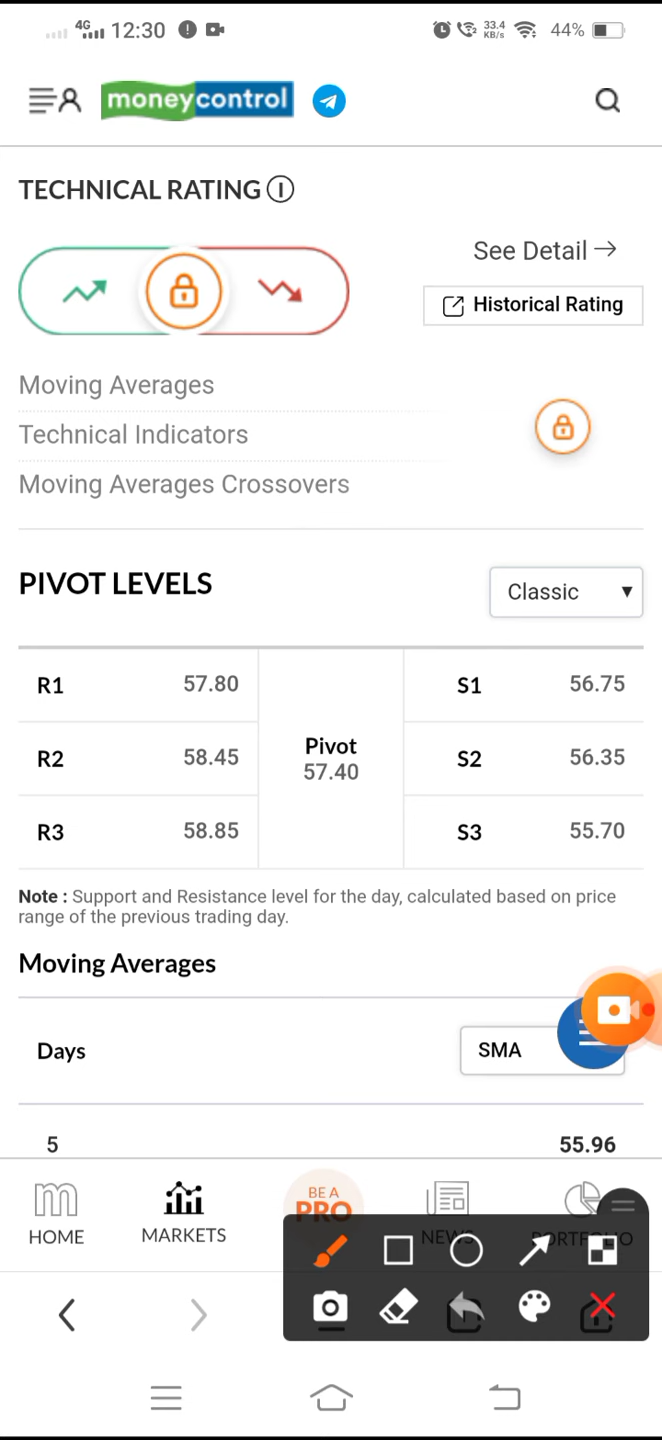 4G 12:30 33.4 KB/s 44%
moneycontrol
TECHNICAL RATING
See Detail →
Historical Rating
Moving Averages
Technical Indicators
Moving Averages Crossovers
PIVOT LEVELS Classic
R1 57.80 S1 56.75
Pivot
R2 58.45 57.40 S2 56.35
R3 58.85 S3 55.70
Note : Support and Resistance level for the day, calculated based on price
range of the previous trading day.
Moving Averages
Days SMA
5 55.96
BE A
PRO
HOME MARKETS NEWS PORTFOLIO